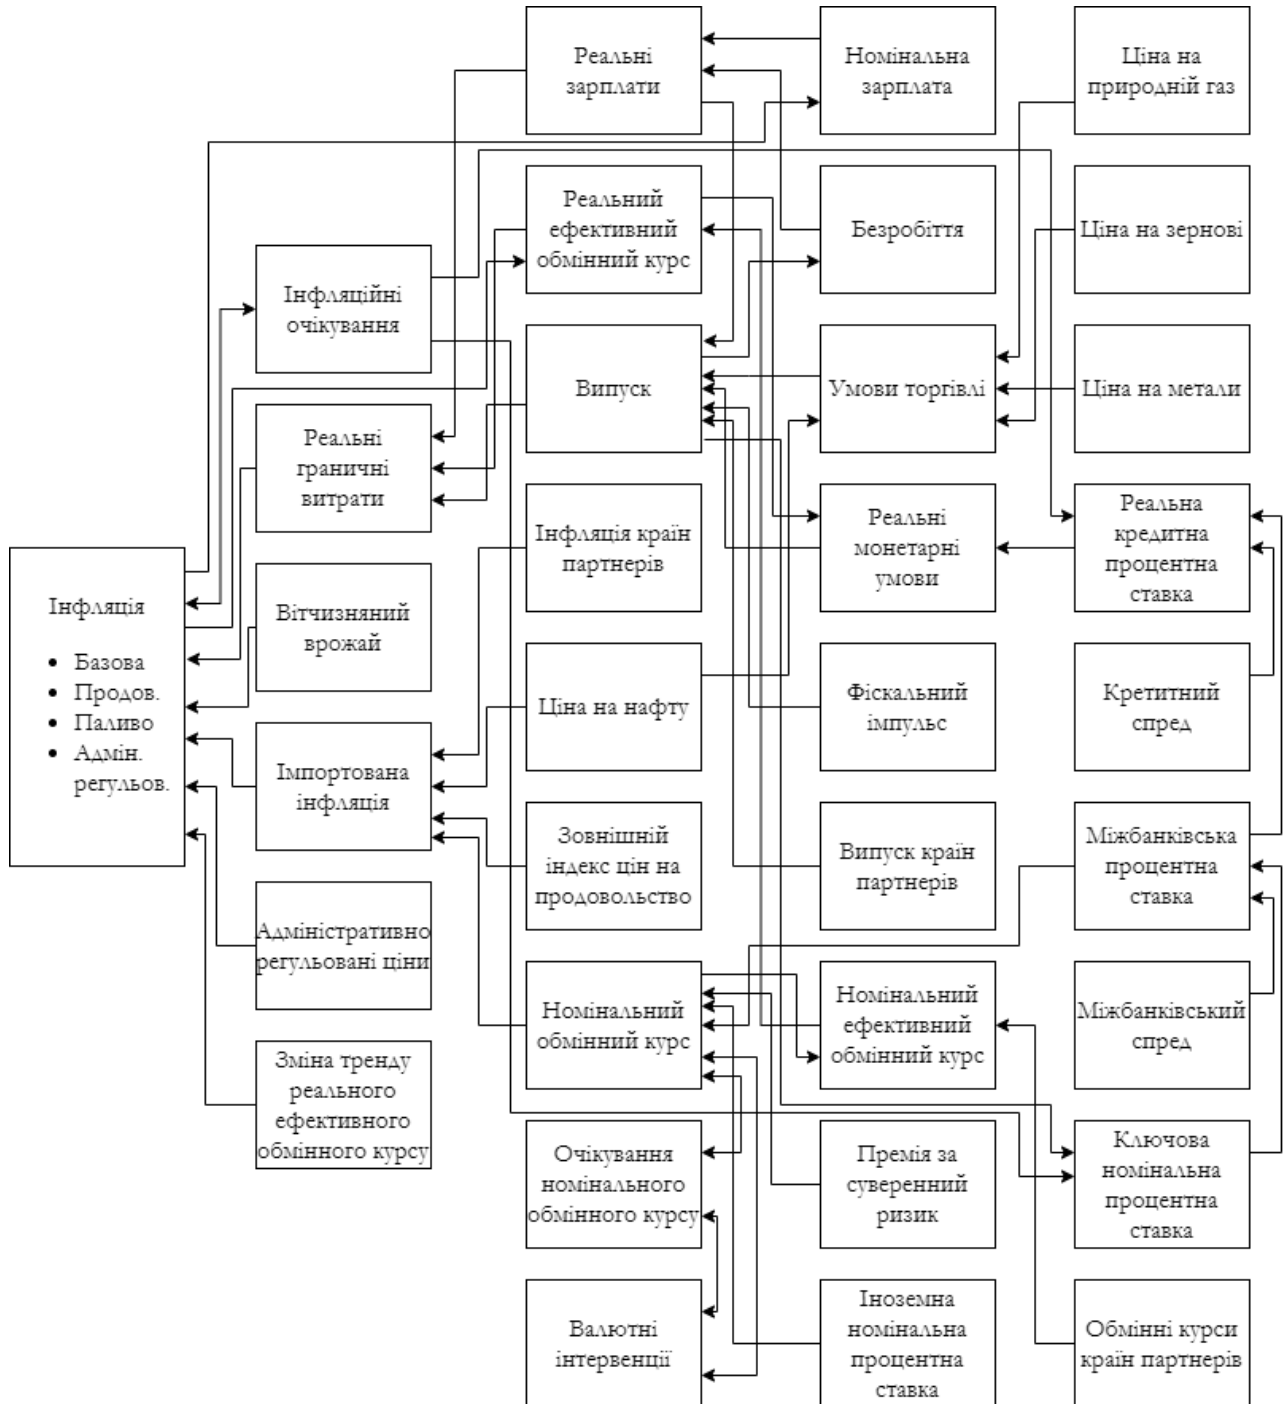 Реальні
зарплати
Номінальна
зарплата
Ціна на
природній газ
Реальний
ефективний
обмінний курс
Безробіття
Ціна на зернові
Інфляційні
очікування
Випуск
Умови торгівлі
Ціна на метали
Реальні
граничні
витрати
Інфляція країн
партнерів
Реальні
монетарні
умови
Реальна
кредитна
процентна
ставка
Інфляція
• Базова
• Продов.
• Паливо
• Адмін.
регульов.
Вітчизняний
врожай
Ціна на нафту
Фіскальний
імпульс
Кретитний
спред
Імпортована
інфляція
Зовнішній
індекс цін на
продовольство
Випуск країн
партнерів
Міжбанківська
процентна
ставка
Адміністративно
регульовані ціни
Номінальний
обмінний курс
Номінальний
ефективний
обмінний курс
Міжбанківський
спред
Зміна тренду
реального
ефективного
обмінного курсу
Очікування
номінального
обмінного курсу
Премія за
суверенний
ризик
Ключова
номінальна
процентна
ставка
Валютні
інтервенції
Іноземна
номінальна
процентна
ставка
Обмінні курси
країн партнерів